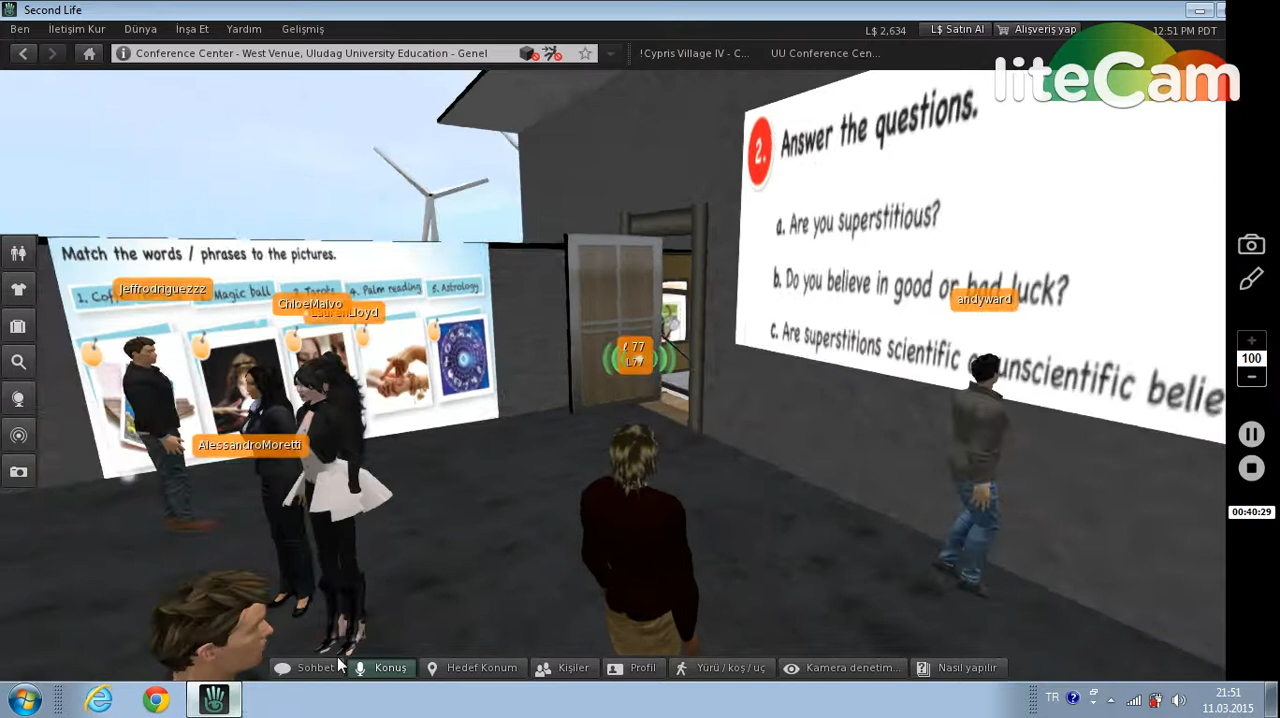 Second Life
Ben İletişim Kur Dünya İnşa Et Yardım Gelişmiş
L$ 2,634 L$ Satın Al Alışveriş yap 12:51 PM PDT
Conference Center - West Venue, Uludag University Education - Genel
!Cypris Village IV - C... UU Conference Cen...
liteCam
2. Answer the questions.
a. Are you superstitious?
b. Do you believe in good or bad luck?
andyward
c. Are superstitions scientific unscientific belie
Match the words / phrases to the pictures.
1. Magic ball 3. Tarots 4. Palm reading 5. Astrology
Jeffrodriguezzz
ChloeMalvo
Lloyd
ℓ 77
L77
AlessandroMoretti
100
00:40:29
Sohbet Konuş Hedef Konum Kişiler Profil Yürü / koş / uç Kamera denetim... Nasıl yapılır
TR
21:51
11.03.2015